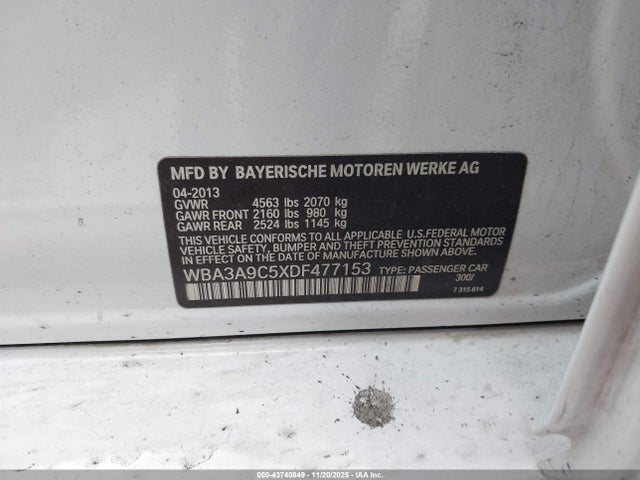 MFD BY BAYERISCHE MOTOREN WERKE AG
04-2013
GVWR 4563 lbs 2070 kg
GAWR FRONT 2160 lbs 980 kg
GAWR REAR 2524 lbs 1145 kg
THIS VEHICLE CONFORMS TO ALL APPLICABLE U.S.FEDERAL MOTOR
VEHICLE SAFETY, BUMPER, AND THEFT PREVENTION STANDARDS
IN EFFECT ON THE DATE OF MANUFACTURE SHOWN ABOVE.
WBA3A9C5XDF477153 TYPE: PASSENGER CAR
300/
7 315 814
000-43740849 - 11/20/2025 - iaai.com